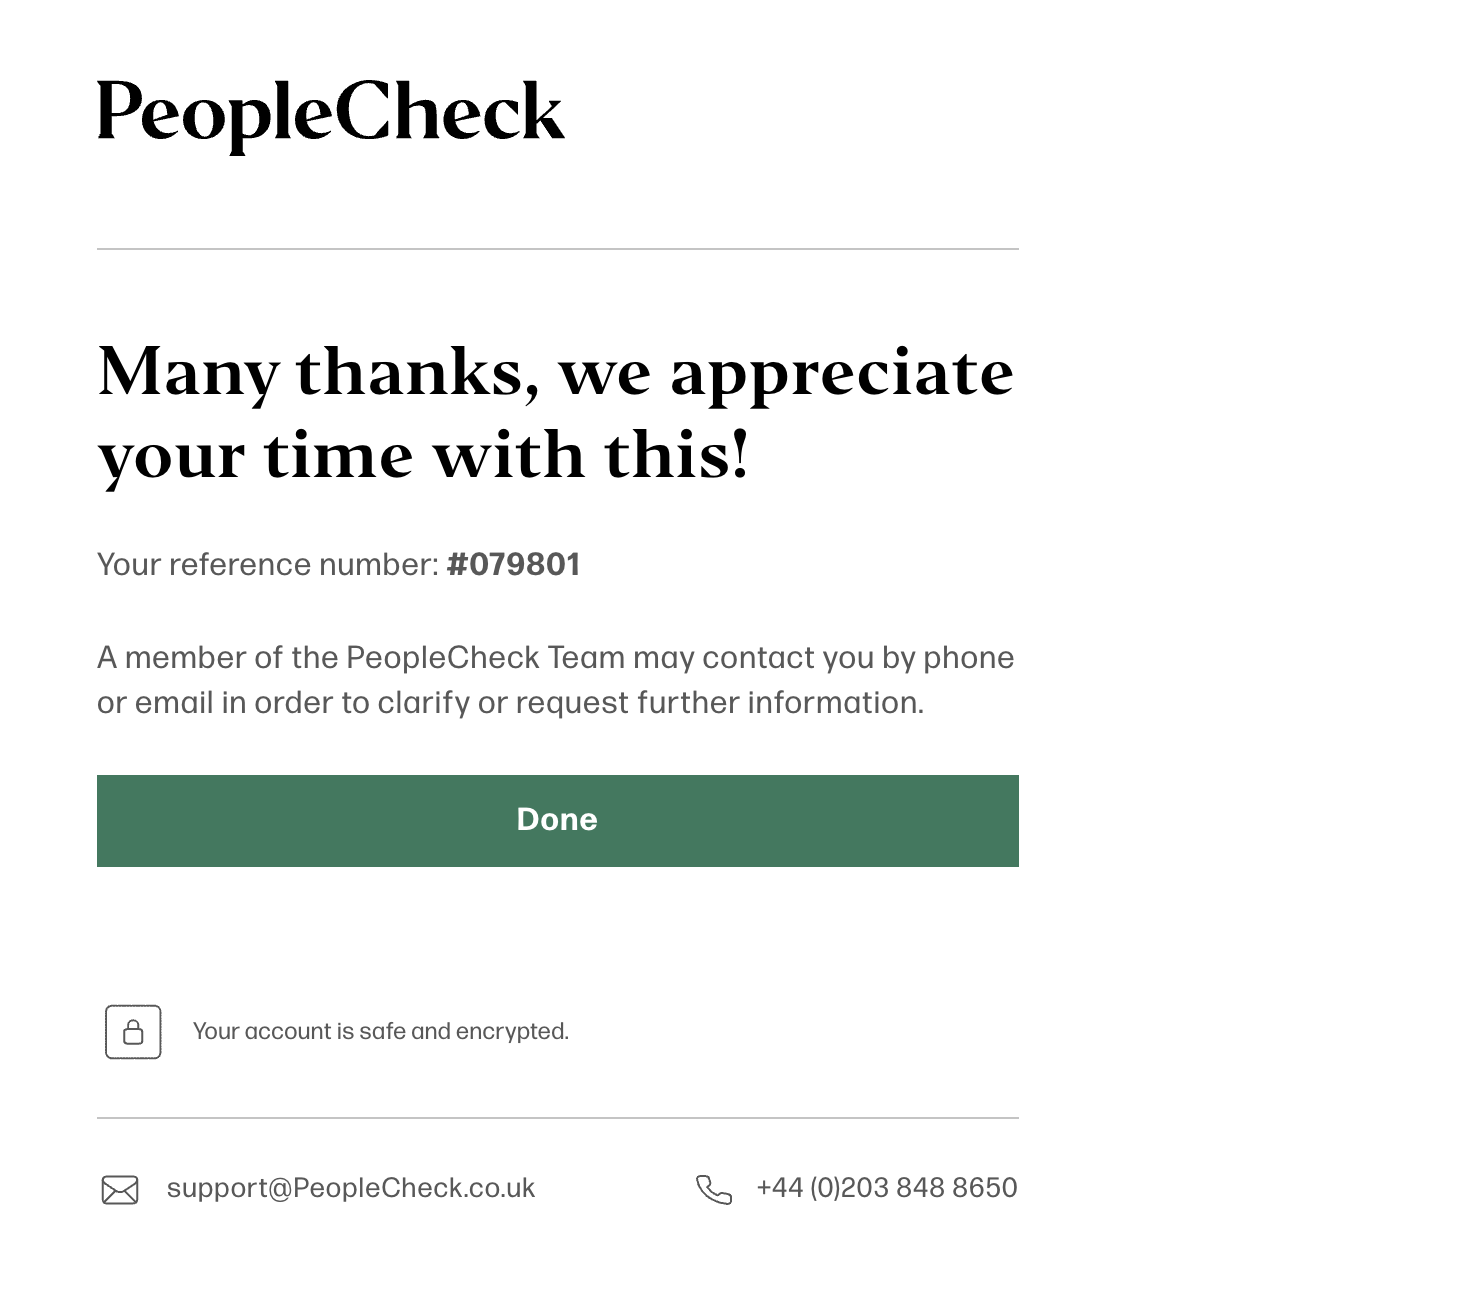 PeopleCheck
Many thanks, we appreciate
your time with this!
Your reference number: #079801
A member of the PeopleCheck Team may contact you by phone
or email in order to clarify or request further information.
Done
Your account is safe and encrypted.
support@PeopleCheck.co.uk
+44 (0)203 848 8650